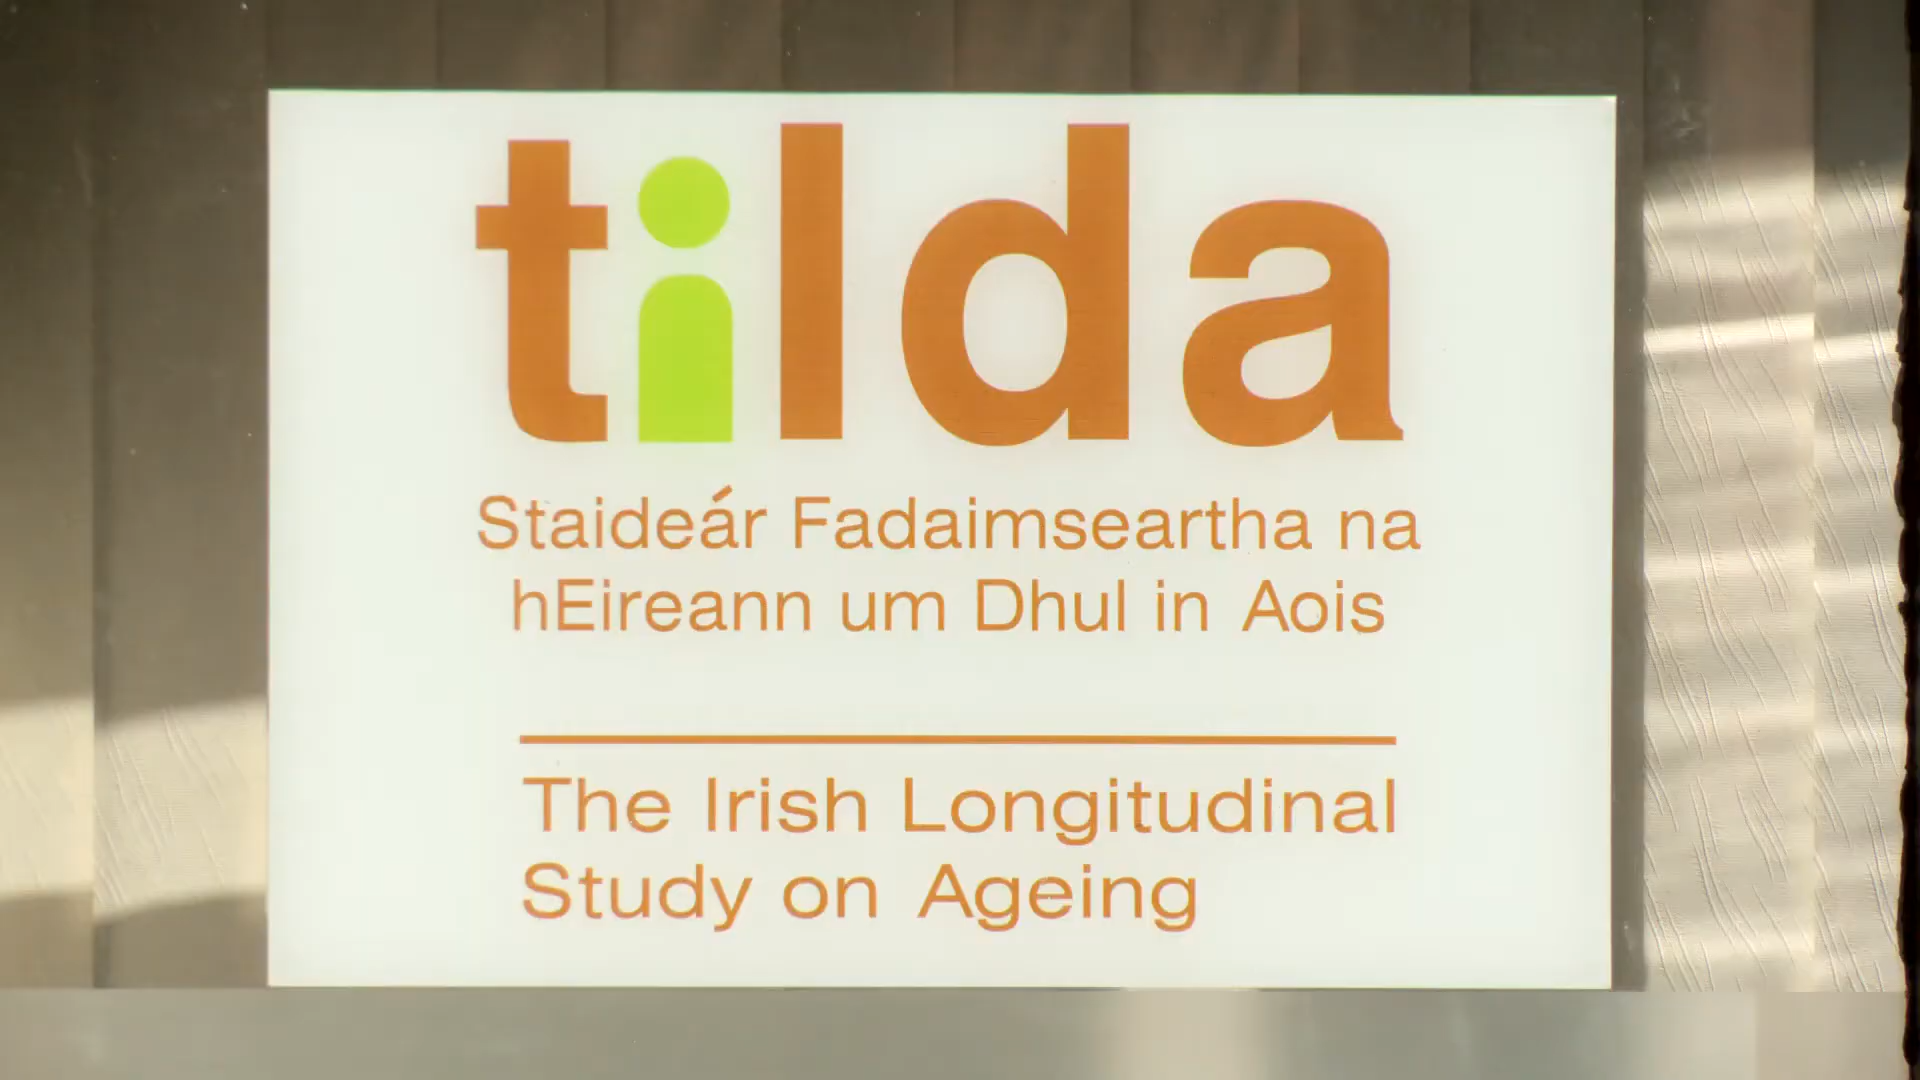 tilda
Staideár Fadaimseartha na
hEireann um Dhul in Aois
The Irish Longitudinal
Study on Ageing